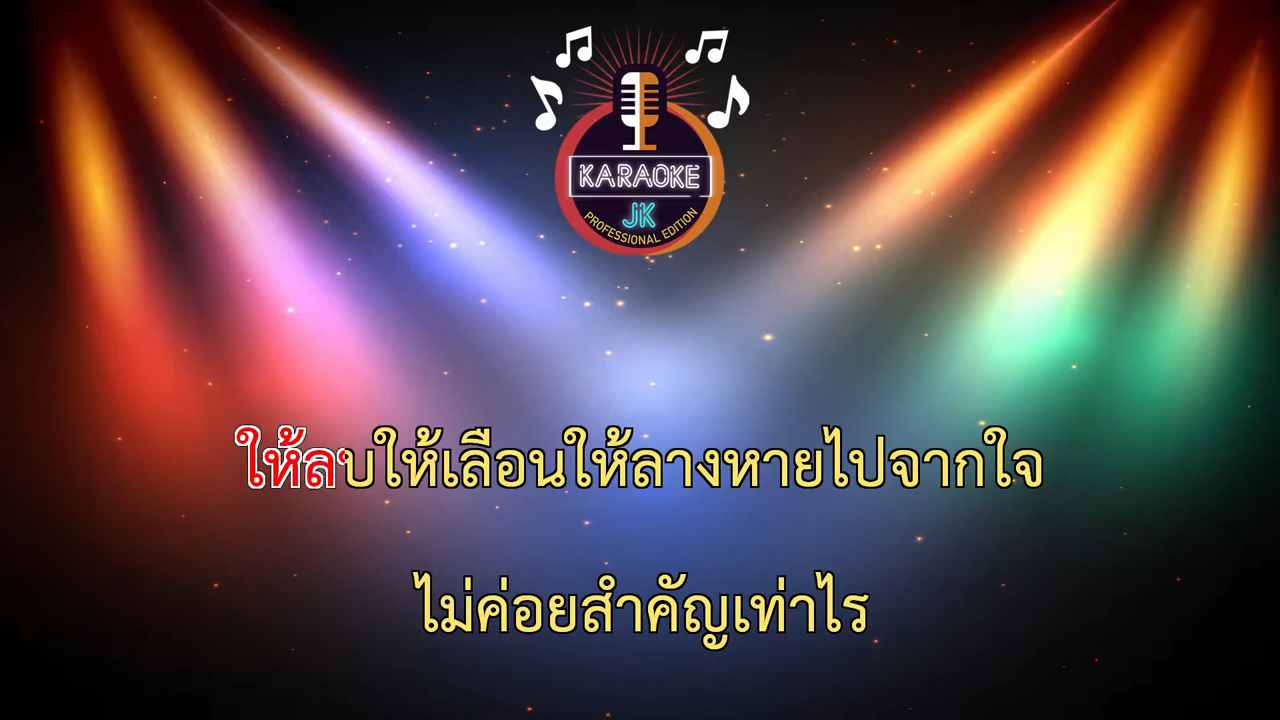 KARAOKE
JK
PROFESSIONAL EDITION
ให้ลบให้เลือนให้ลางหายไปจากใจ
ไม่ค่อยสำคัญเท่าไร